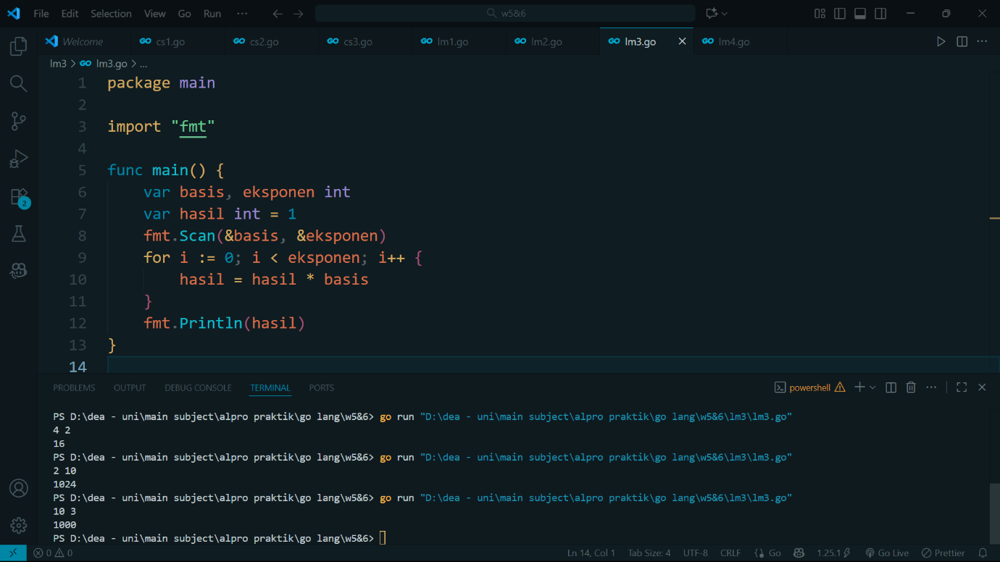 File Edit Selection View Go Run ··· w5&6
Welcome cs1.go cs2.go cs3.go lm1.go lm2.go lm3.go lm4.go
lm3 > lm3.go > ...
1 package main
2
3 import "fmt"
4
5 func main() {
6 var basis, eksponen int
7 var hasil int = 1
8 fmt.Scan(&basis, &eksponen)
9 for i := 0; i < eksponen; i++ {
10 hasil = hasil * basis
11 }
12 fmt.Println(hasil)
13 }
14
2
PROBLEMS OUTPUT DEBUG CONSOLE TERMINAL PORTS powershell
PS D:\dea - uni\main subject\alpro praktik\go lang\w5&6> go run "D:\dea - uni\main subject\alpro praktik\go lang\w5&6\lm3\lm3.go"
4 2
16
PS D:\dea - uni\main subject\alpro praktik\go lang\w5&6> go run "D:\dea - uni\main subject\alpro praktik\go lang\w5&6\lm3\lm3.go"
2 10
1024
PS D:\dea - uni\main subject\alpro praktik\go lang\w5&6> go run "D:\dea - uni\main subject\alpro praktik\go lang\w5&6\lm3\lm3.go"
10 3
1000
PS D:\dea - uni\main subject\alpro praktik\go lang\w5&6>
0 0 Ln 14, Col 1 Tab Size: 4 UTF-8 CRLF Go 1.25.1 Go Live Prettier